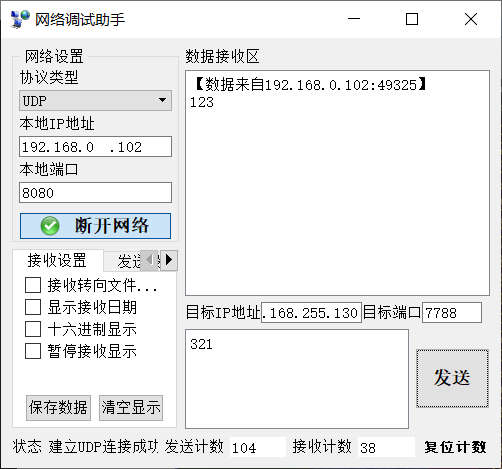 网络调试助手
网络设置
协议类型
UDP
本地IP地址
192.168.0 .102
本地端口
8080
断开网络
接收设置 发送
接收转向文件...
显示接收日期
十六进制显示
暂停接收显示
保存数据 清空显示
数据接收区
【数据来自192.168.0.102:49325】
123
目标IP地址 .168.255.130 目标端口 7788
321
发送
状态 建立UDP连接成功 发送计数 104 接收计数 38 复位计数